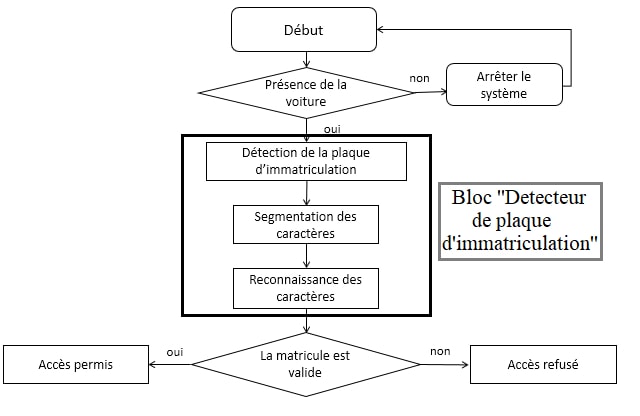 Début
Présence de la
voiture
non
Arrêter le
système
oui
Détection de la plaque
d'immatriculation
Segmentation des
caractères
Reconnaissance des
caractères
Bloc "Detecteur
de plaque
d'immatriculation"
La matricule est
valide
oui
Accès permis
non
Accès refusé